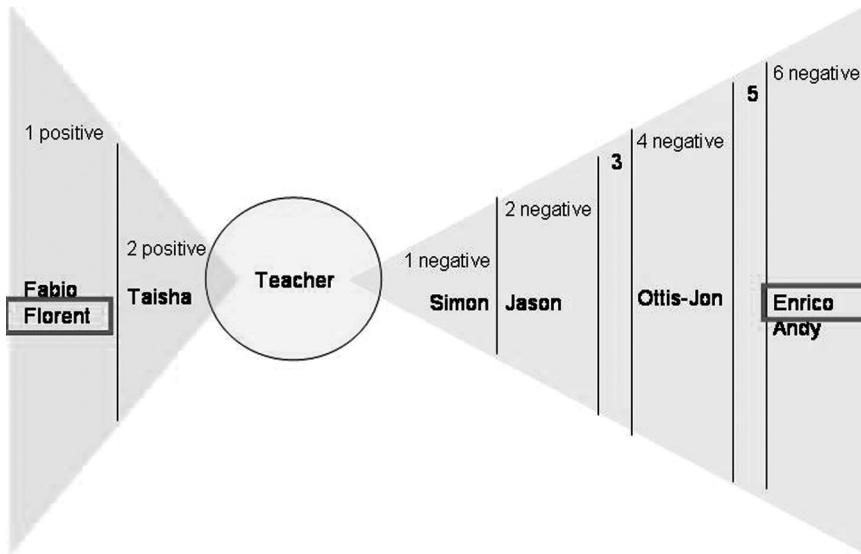 1 positive
Fabio
Florent
2 positive
Taisha
Teacher
1 negative
Simon
2 negative
Jason
3
4 negative
Ottis-Jon
5
6 negative
Enrico
Andy